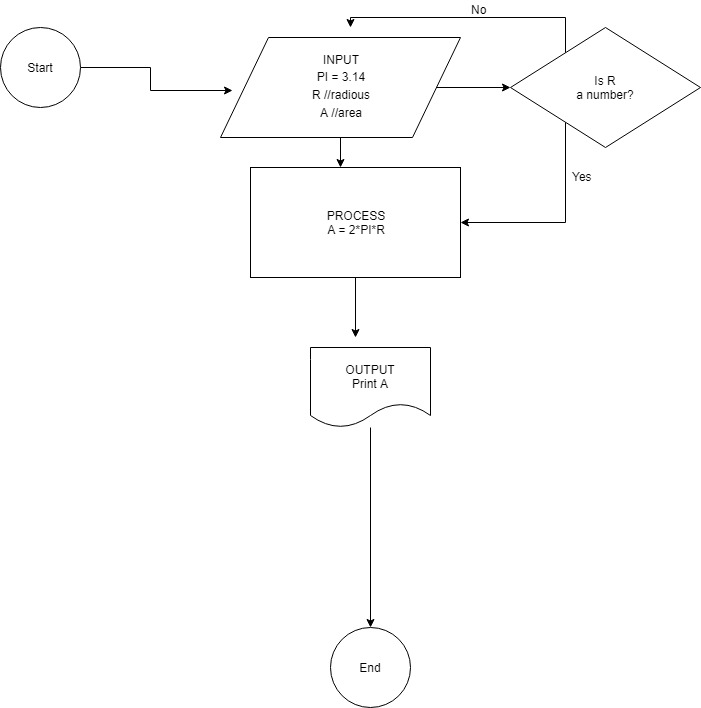 No
Start
INPUT
PI = 3.14
R //radious
A //area
Is R
a number?
Yes
PROCESS
A = 2*PI*R
OUTPUT
Print A
End